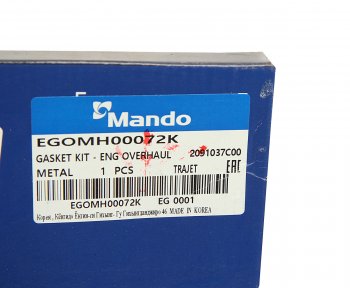 Mando
EGOMH00072K
GASKET KIT - ENG OVERHAUL 2091037C00
METAL 1 PCS TRAJET EAC
EGOMH00072K EG 0001
MADE IN KOREA